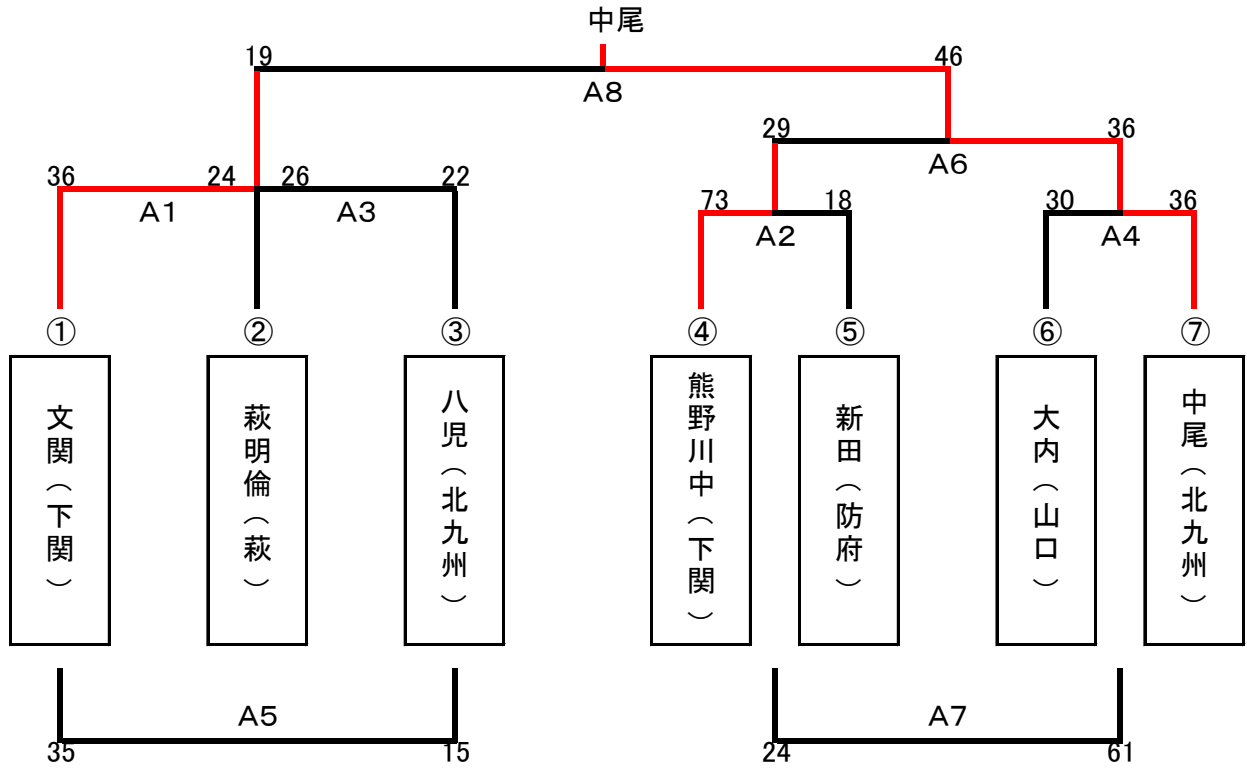 中尾
19 46
A8
29 36
A6
36 24 26 22
A1 A3
73 18 30 36
A2 A4
① ② ③ ④ ⑤ ⑥ ⑦
文関（下関）
萩明倫（萩）
八児（北九州）
熊野川中（下関）
新田（防府）
大内（山口）
中尾（北九州）
A5 A7
35 15 24 61